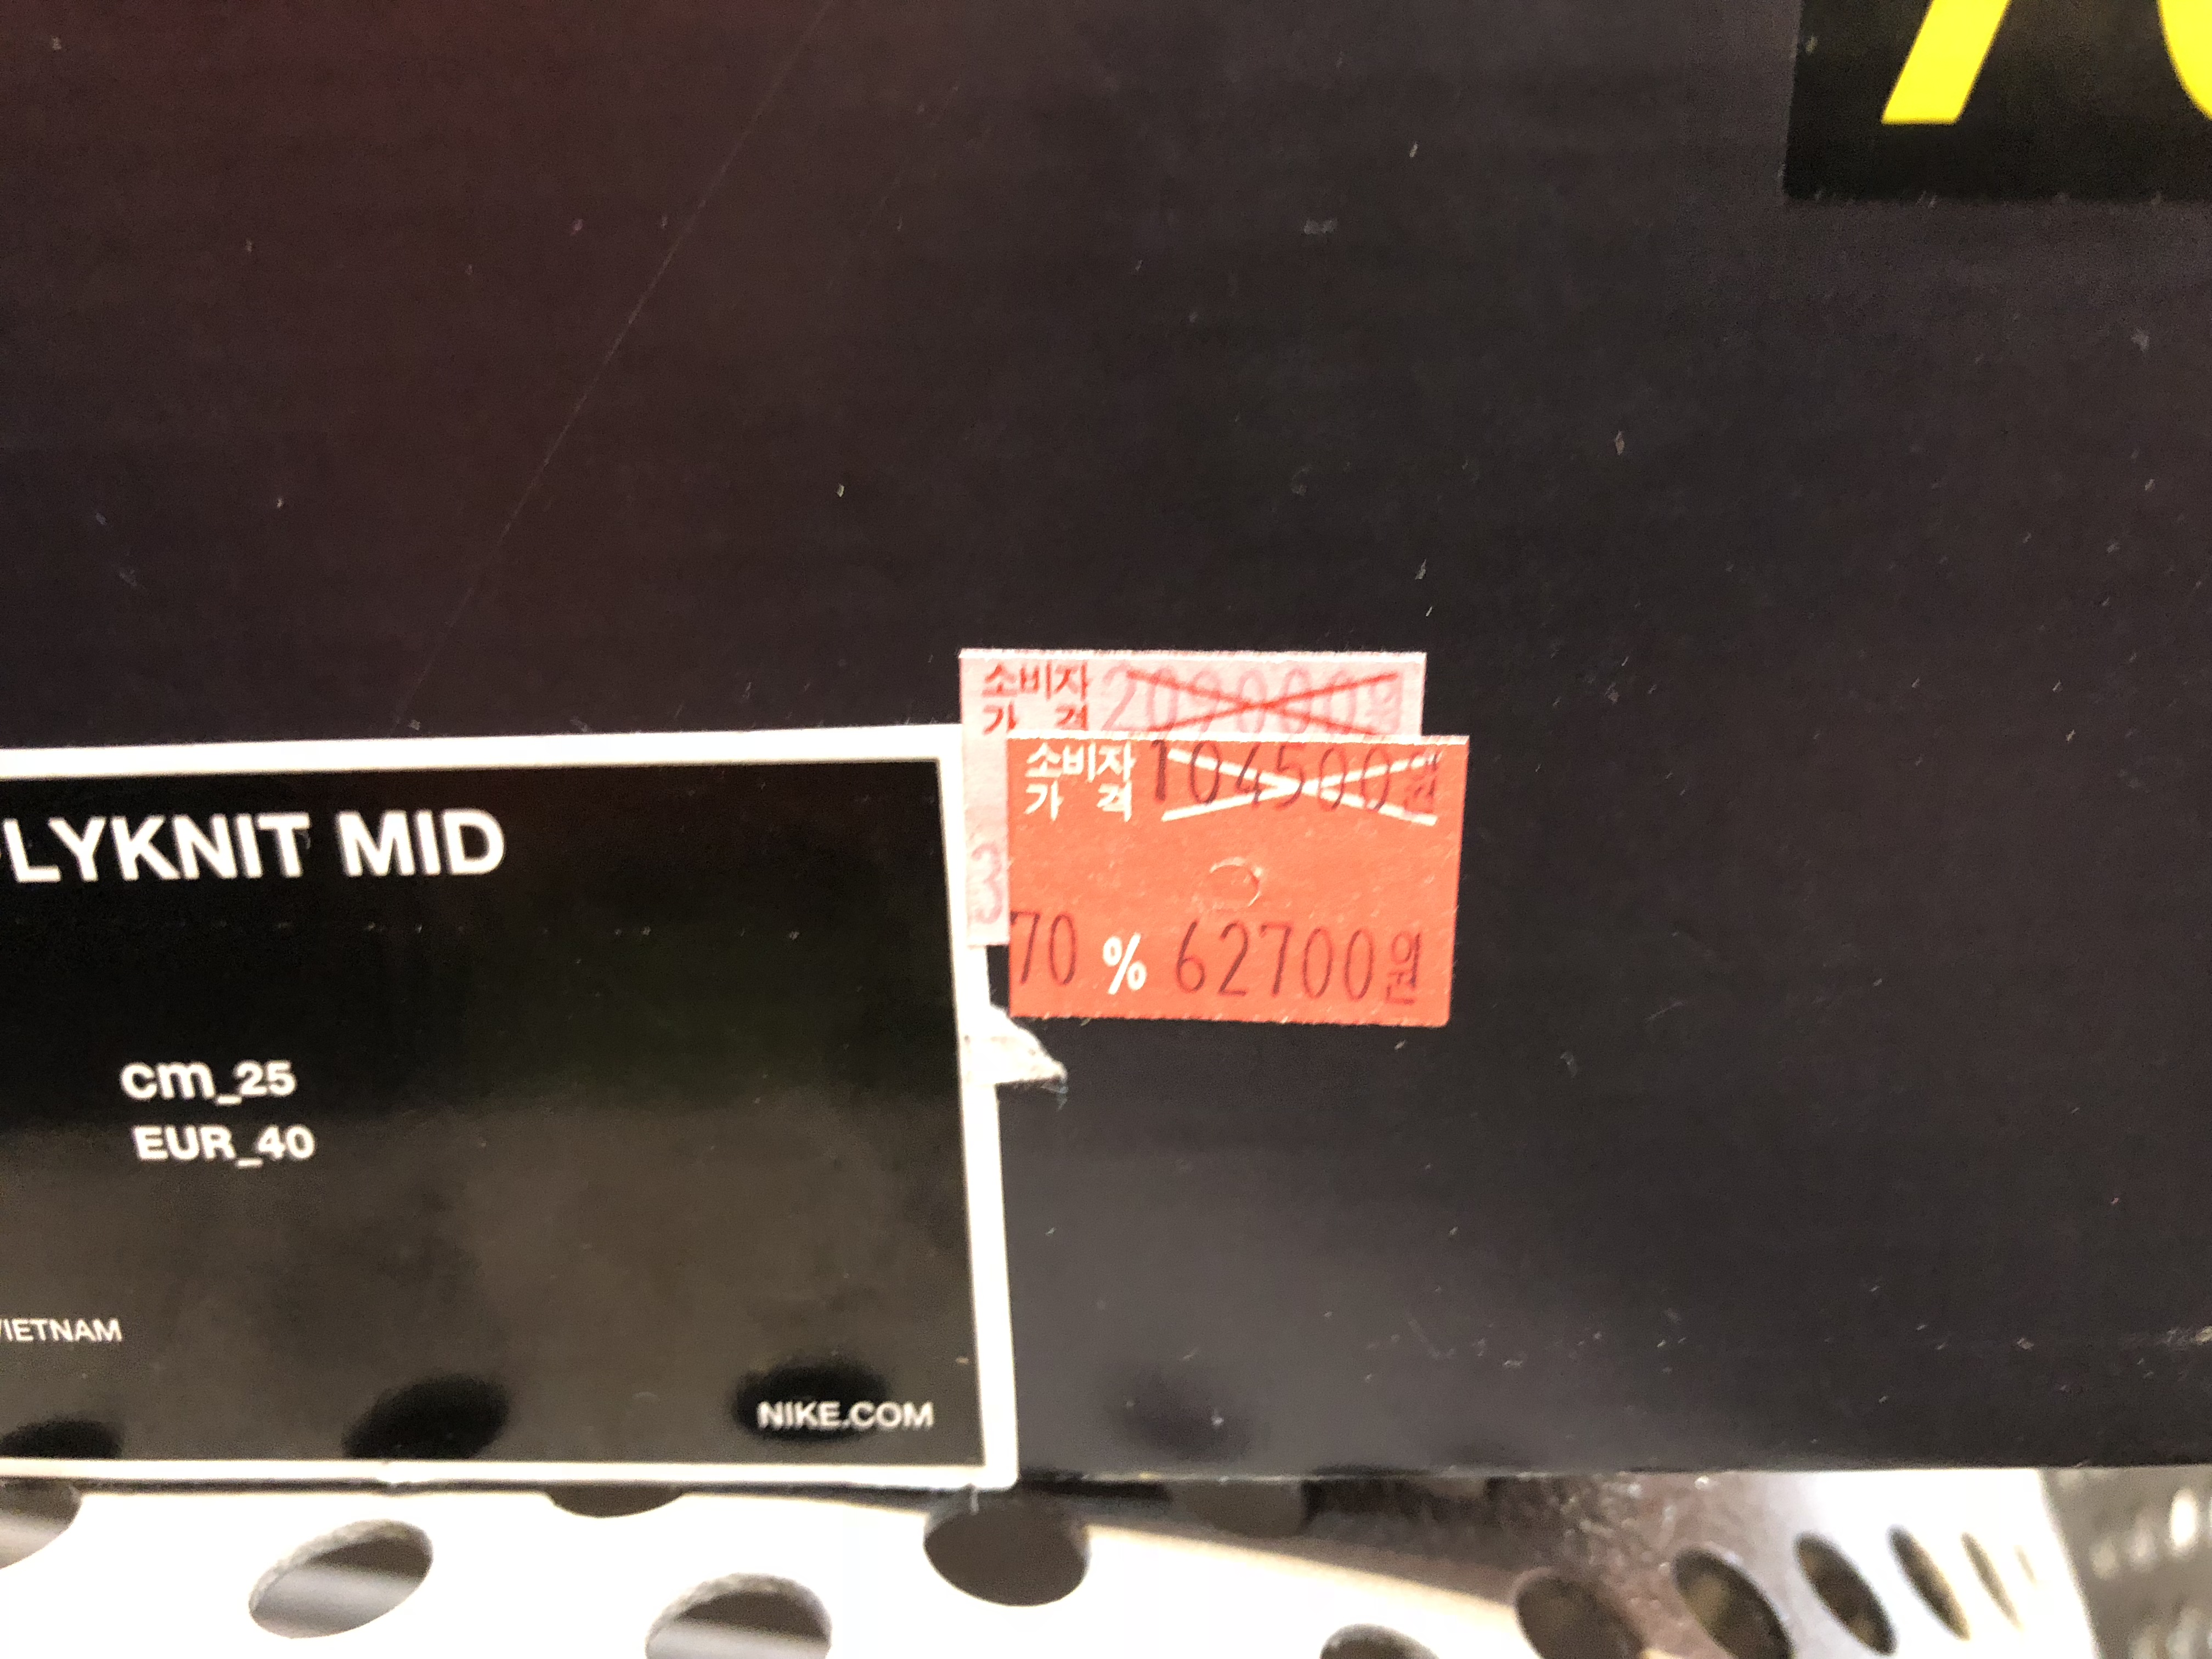 70
소비자
가 격 209000원
소비자
가 격 104500원
3
70 % 62700원
LYKNIT MID
cm_25
EUR_40
VIETNAM
NIKE.COM